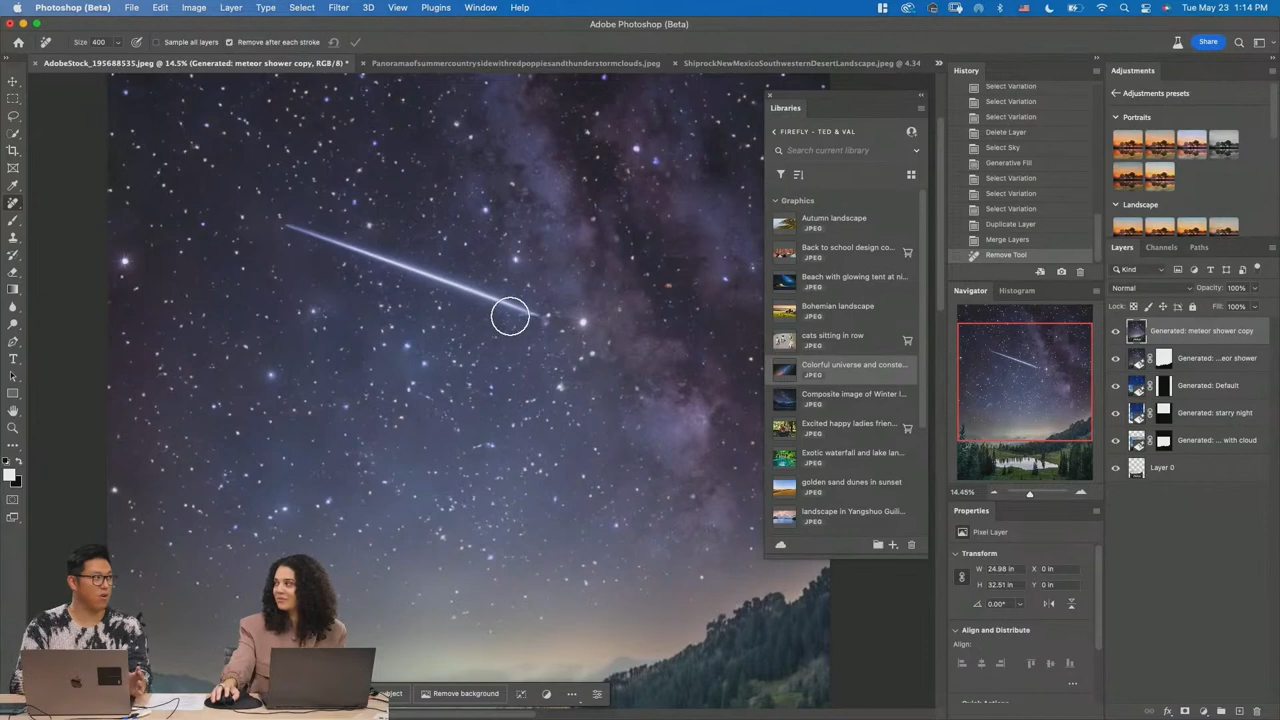 Photoshop (Beta) File Edit Image Layer Type Select Filter 3D View Plugins Window Help
Tue May 23 1:14 PM
Adobe Photoshop (Beta)
Size 400
Sample all layers
Remove after each stroke
Share
AdobeStock_195688535.jpeg @ 14.5% (Generated: meteor shower copy, RGB/8) *
Panoramaofsummercountrysidewithredpoppiesandthunderstormclouds.jpeg
ShiprockNewMexicoSouthwesternDesertLandscape.jpeg @ 4.34
Libraries
FIREFLY - TED & VAL
Search current library
Graphics
Autumn landscape
JPEG
Back to school design co...
JPEG
Beach with glowing tent at ni...
JPEG
Bohemian landscape
JPEG
cats sitting in row
JPEG
Colorful universe and conste...
JPEG
Composite image of Winter l...
JPEG
Excited happy ladies frien...
JPEG
Exotic waterfall and lake lan...
JPEG
golden sand dunes in sunset
JPEG
landscape in Yangshuo Guili...
JPEG
History
Select Variation
Select Variation
Select Variation
Delete Layer
Select Sky
Generative Fill
Select Variation
Select Variation
Select Variation
Duplicate Layer
Merge Layers
Remove Tool
Navigator Histogram
14.45%
Properties
Pixel Layer
Transform
W 24.98 in X 0 in
H 32.51 in Y 0 in
0.00°
Align and Distribute
Align:
Adjustments
Adjustments presets
Portraits
Landscape
Layers Channels Paths
Kind
Normal Opacity: 100%
Lock: Fill: 100%
Generated: meteor shower copy
Generated: ...eor shower
Generated: Default
Generated: starry night
Generated: ... with cloud
Layer 0
fx
bject
Remove background